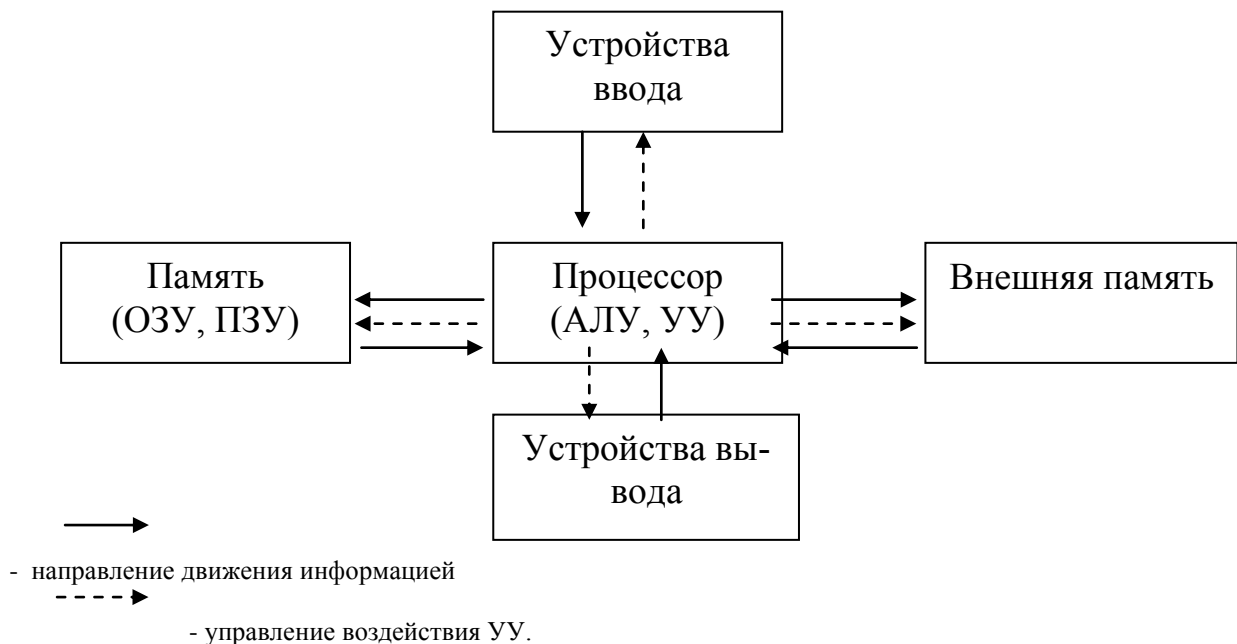 Устройства
ввода
Память
(ОЗУ, ПЗУ)
Процессор
(АЛУ, УУ)
Внешняя память
Устройства вы-
вода
- направление движения информацией
- управление воздействия УУ.